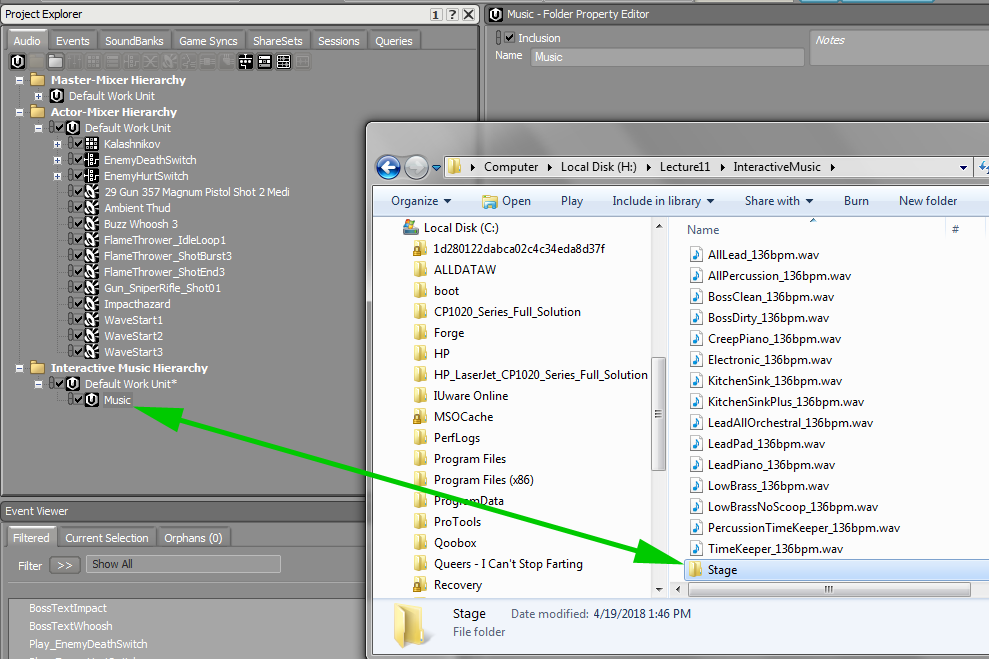 Project Explorer
1 ? X
Audio Events SoundBanks Game Syncs ShareSets Sessions Queries
Master-Mixer Hierarchy
Default Work Unit
Actor-Mixer Hierarchy
Default Work Unit
Kalashnikov
EnemyDeathSwitch
EnemyHurtSwitch
29 Gun 357 Magnum Pistol Shot 2 Medi
Ambient Thud
Buzz Whoosh 3
FlameThrower_IdleLoop1
FlameThrower_ShotBurst3
FlameThrower_ShotEnd3
Gun_SniperRifle_Shot01
Impacthazard
WaveStart1
WaveStart2
WaveStart3
Interactive Music Hierarchy
Default Work Unit*
Music
Event Viewer
Filtered Current Selection Orphans (0)
Filter >> Show All
BossTextImpact
BossTextWhoosh
Play_EnemyDeathSwitch
Music - Folder Property Editor
Inclusion
Name Music
Notes
Computer Local Disk (H:) Lecture11 InteractiveMusic
Organize Open Play Include in library Share with Burn New folder
Local Disk (C:)
1d280122dabca02c4c34eda8d37f
ALLDATAW
boot
CP1020_Series_Full_Solution
Forge
HP
HP_LaserJet_CP1020_Series_Full_Solution
IUware Online
MSOCache
PerfLogs
Program Files
Program Files (x86)
ProgramData
ProTools
Qoobox
Queers - I Can't Stop Farting
Recovery
Name #
AllLead_136bpm.wav
AllPercussion_136bpm.wav
BossClean_136bpm.wav
BossDirty_136bpm.wav
CreepPiano_136bpm.wav
Electronic_136bpm.wav
KitchenSink_136bpm.wav
KitchenSinkPlus_136bpm.wav
LeadAllOrchestral_136bpm.wav
LeadPad_136bpm.wav
LeadPiano_136bpm.wav
LowBrass_136bpm.wav
LowBrassNoScoop_136bpm.wav
PercussionTimeKeeper_136bpm.wav
TimeKeeper_136bpm.wav
Stage
Stage Date modified: 4/19/2018 1:46 PM
File folder